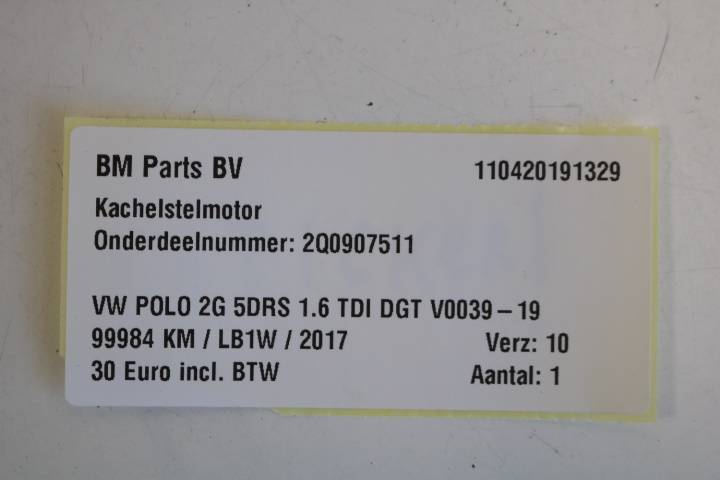 BM Parts BV 110420191329
Kachelstelmotor
Onderdeelnummer: 2Q0907511
VW POLO 2G 5DRS 1.6 TDI DGT V0039 – 19
99984 KM / LB1W / 2017 Verz: 10
30 Euro incl. BTW Aantal: 1